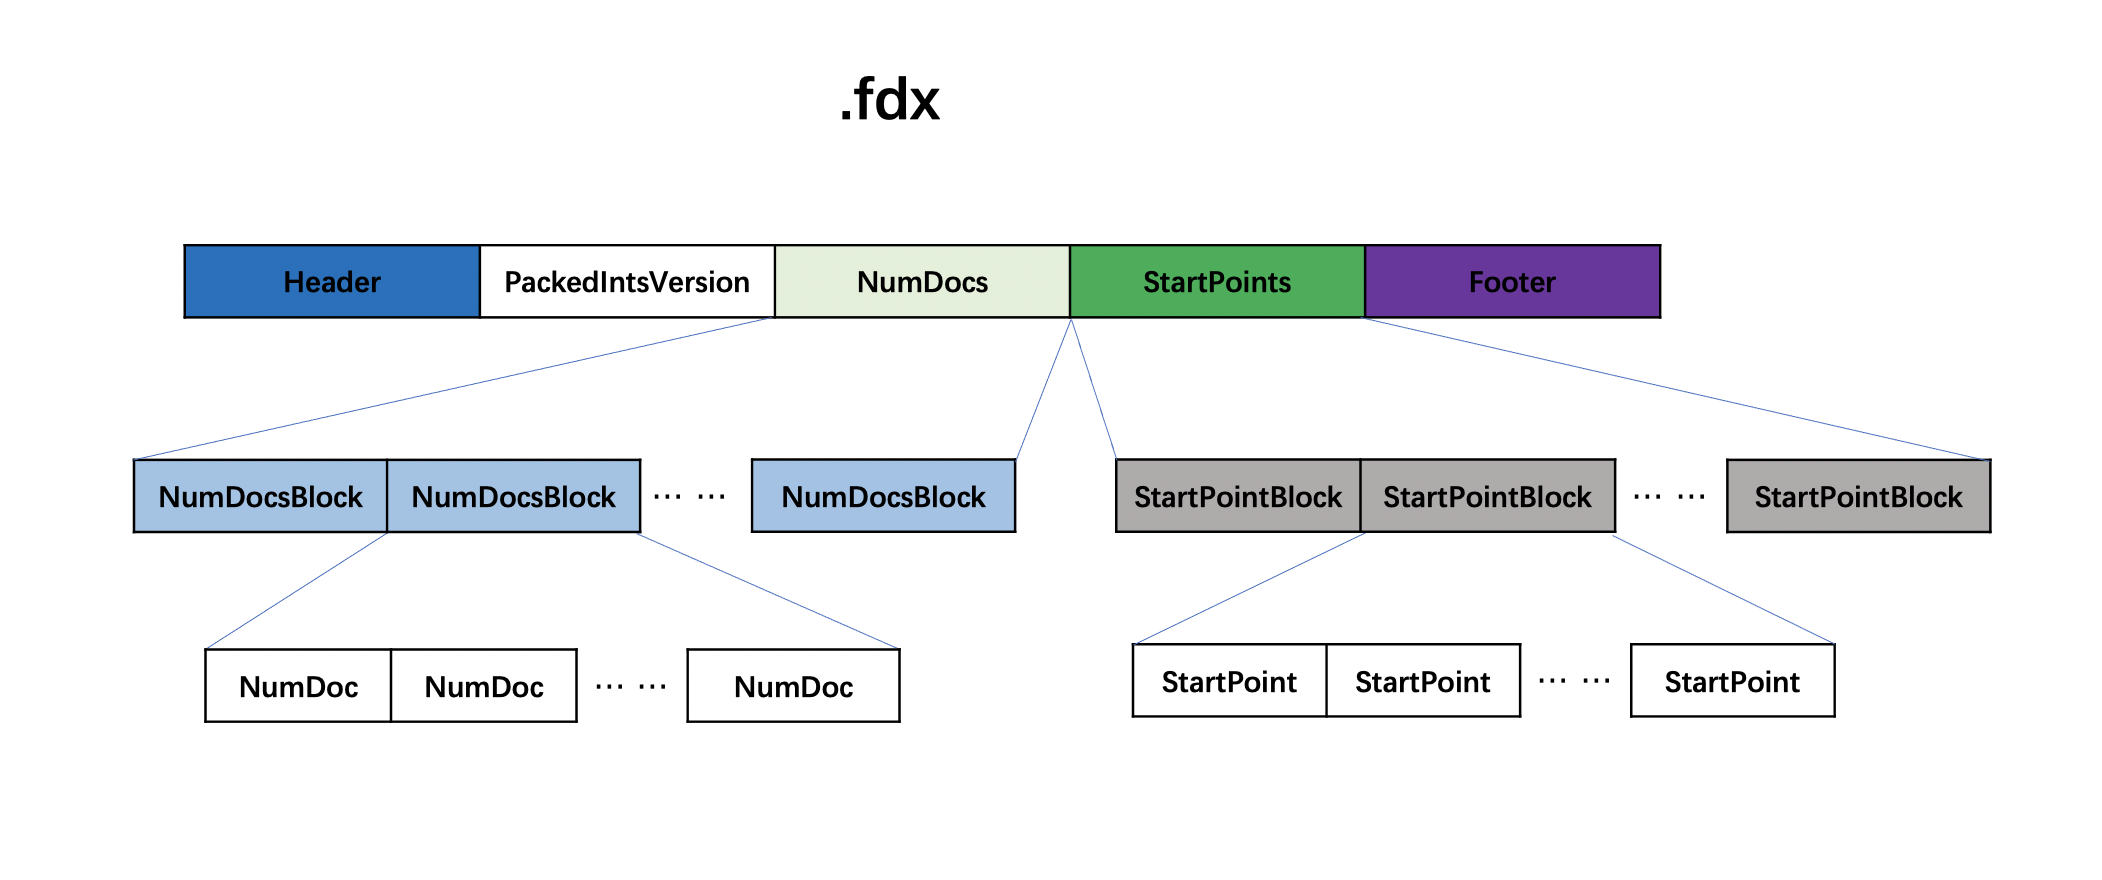 .fdx
Header PackedIntsVersion NumDocs StartPoints Footer
NumDocsBlock NumDocsBlock ... ... NumDocsBlock StartPointBlock StartPointBlock ... ... StartPointBlock
NumDoc NumDoc ... ... NumDoc StartPoint StartPoint ... ... StartPoint